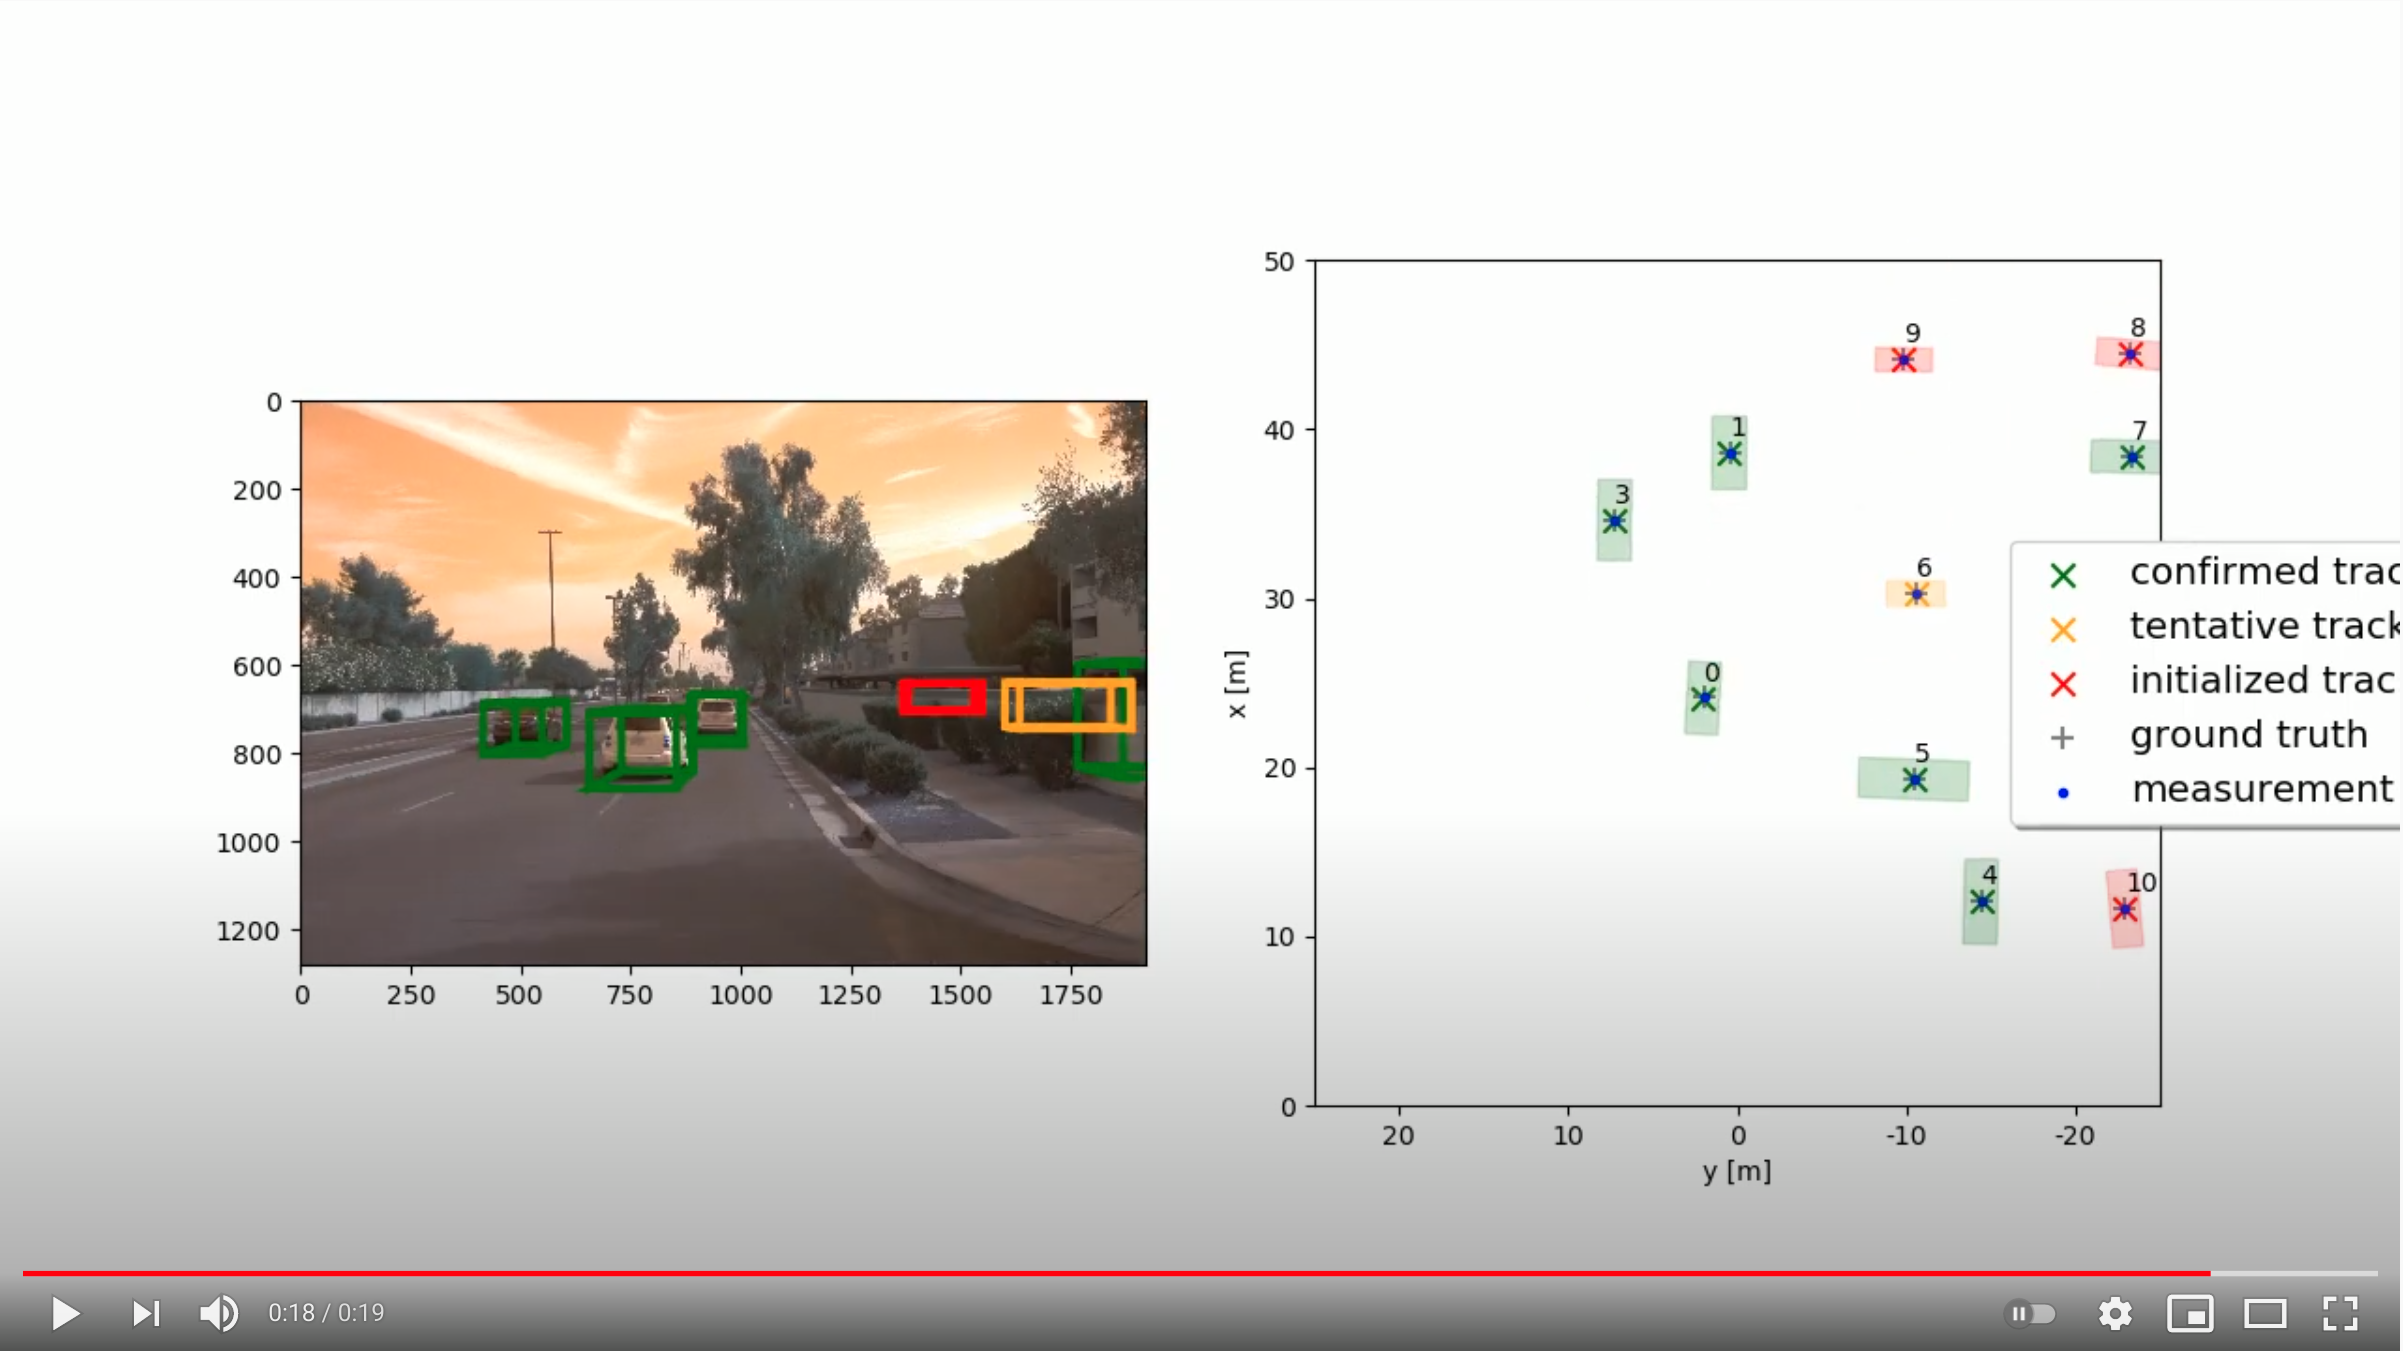 0
200
400
600
800
1000
1200
0 250 500 750 1000 1250 1500 1750
50
40
30
20
10
0
x [m]
20 10 0 -10 -20
y [m]
9
8
1
7
3
6
0
5
4
10
confirmed trac
tentative track
initialized trac
ground truth
measurement
0:18 / 0:19